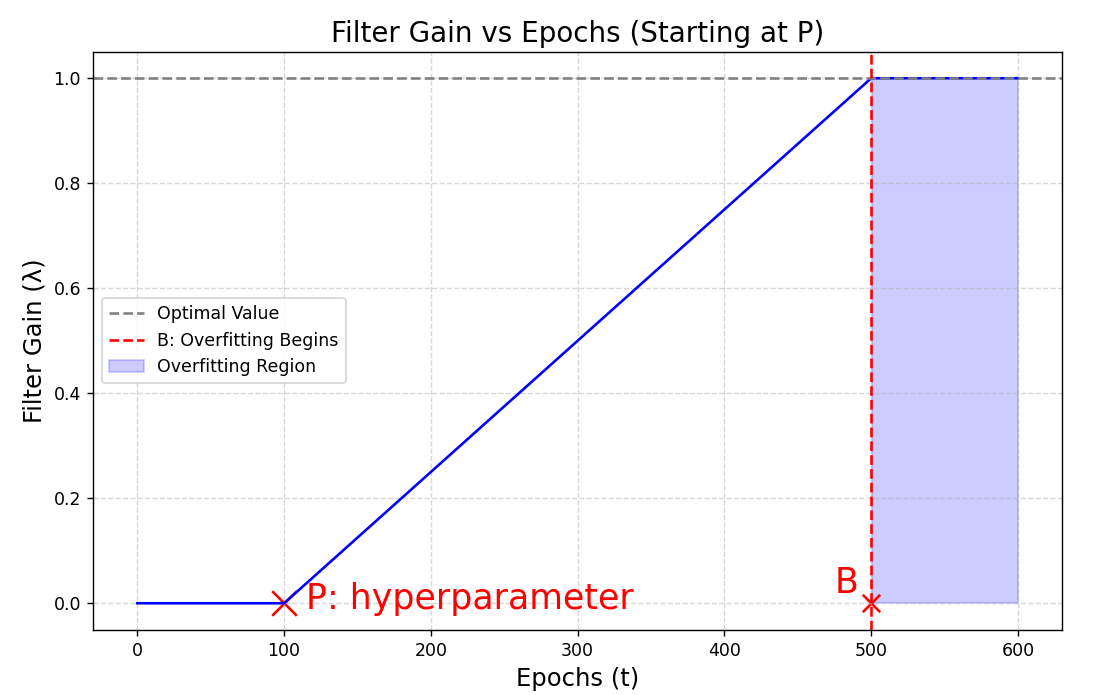 Filter Gain vs Epochs (Starting at P)
Filter Gain (λ)
1.0
0.8
0.6
0.4
0.2
0.0
Optimal Value
B: Overfitting Begins
Overfitting Region
P: hyperparameter
B
0 100 200 300 400 500 600
Epochs (t)